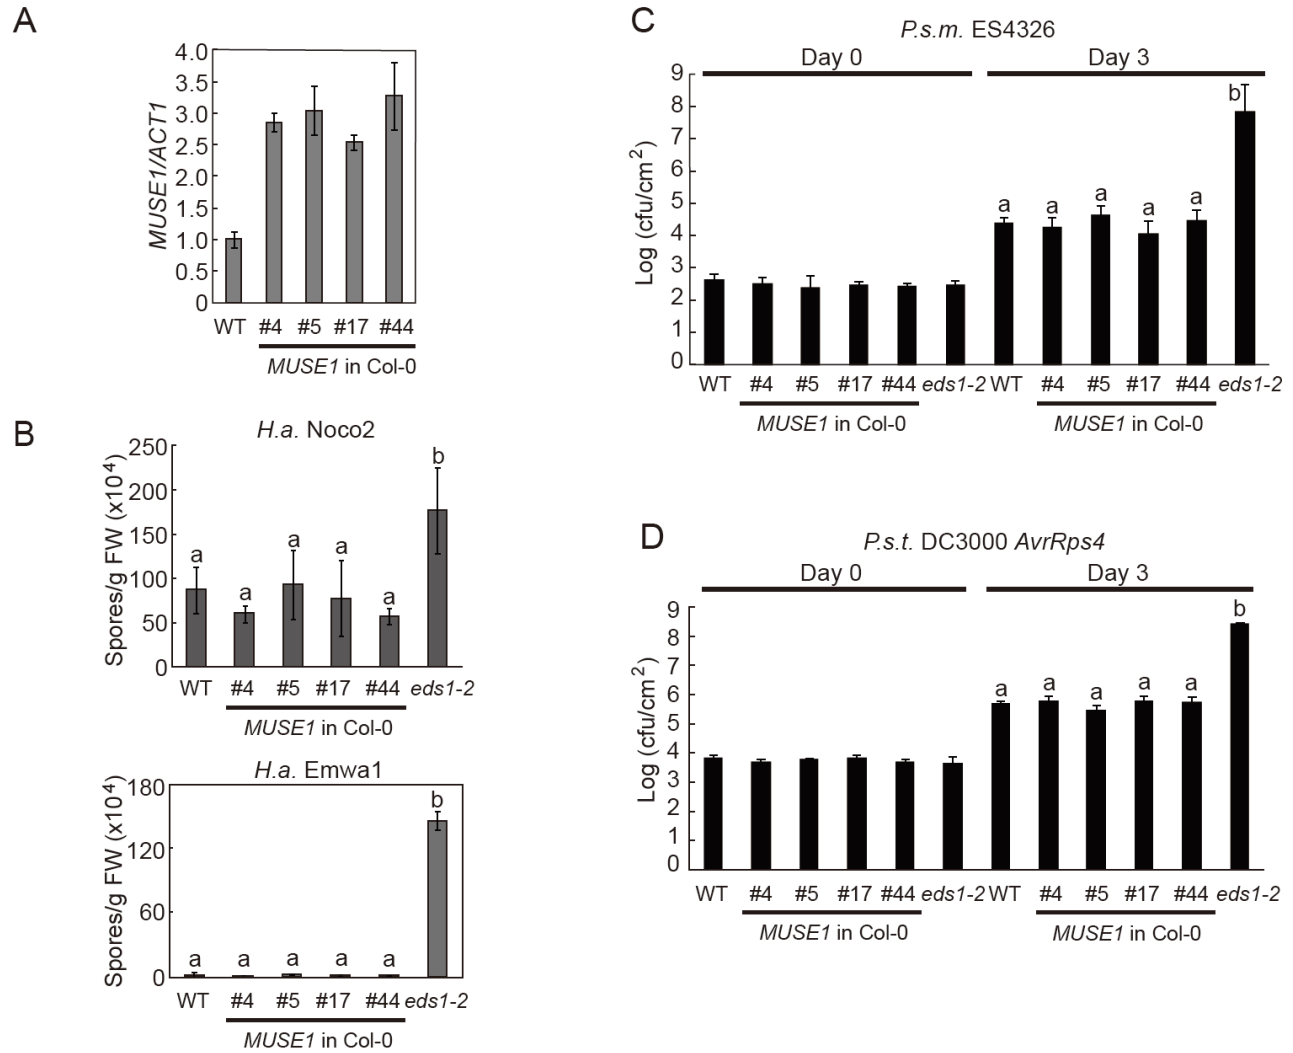 A
MUSE1/ACT1
4.0
3.5
3.0
2.5
2.0
1.5
1.0
0.5
0
WT #4 #5 #17 #44
MUSE1 in Col-0
B
H.a. Noco2
Spores/g FW (x10⁴)
250
200
150
100
50
0
a a a a a b
WT #4 #5 #17 #44 eds1-2
MUSE1 in Col-0
H.a. Emwa1
Spores/g FW (x10⁴)
180
120
60
0
a a a a a b
WT #4 #5 #17 #44 eds1-2
MUSE1 in Col-0
C
P.s.m. ES4326
Day 0 Day 3
Log (cfu/cm²)
9
8
7
6
5
4
3
2
1
0
a a a a a b
WT #4 #5 #17 #44 eds1-2 WT #4 #5 #17 #44 eds1-2
MUSE1 in Col-0 MUSE1 in Col-0
D
P.s.t. DC3000 AvrRps4
Day 0 Day 3
Log (cfu/cm²)
9
8
7
6
5
4
3
2
1
0
a a a a a b
WT #4 #5 #17 #44 eds1-2 WT #4 #5 #17 #44 eds1-2
MUSE1 in Col-0 MUSE1 in Col-0